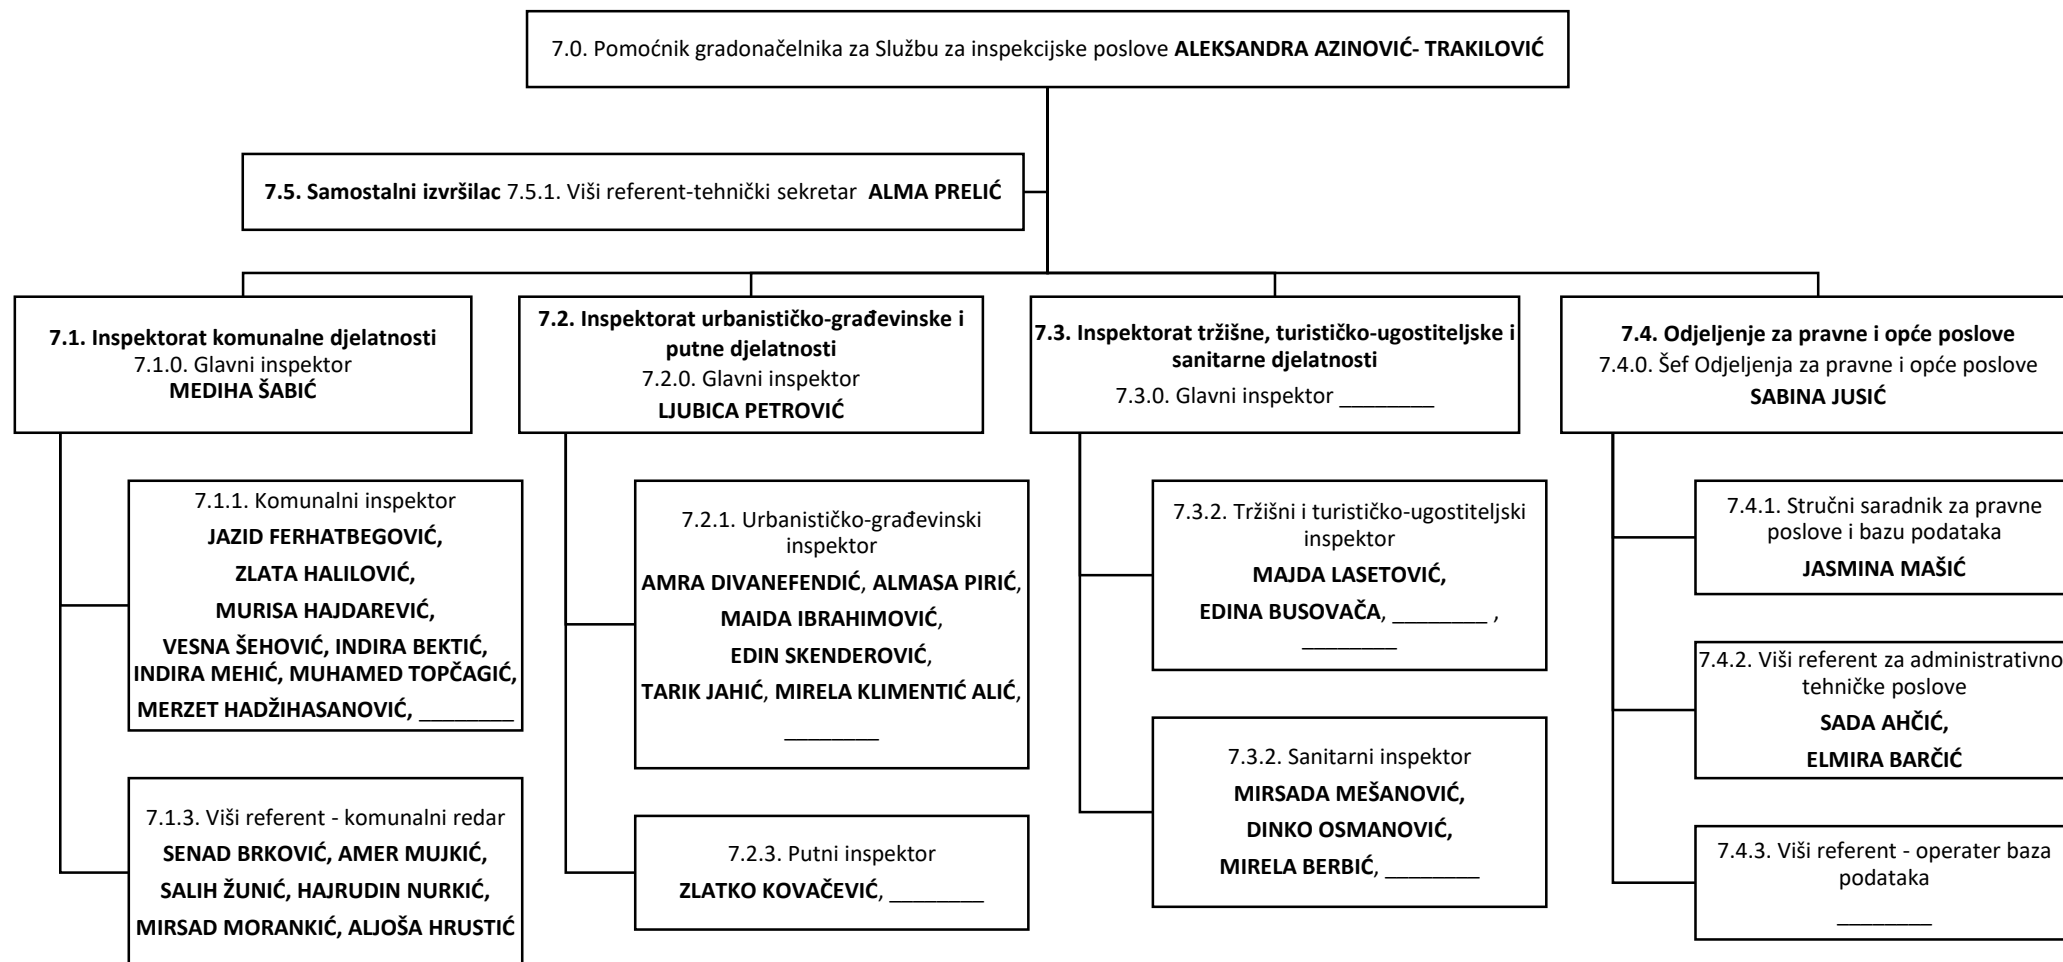 7.0. Pomoćnik gradonačelnika za Službu za inspekcijske poslove ALEKSANDRA AZINOVIĆ- TRAKILOVIĆ
7.5. Samostalni izvršilac 7.5.1. Viši referent-tehnički sekretar ALMA PRELIĆ
7.1. Inspektorat komunalne djelatnosti
7.1.0. Glavni inspektor
MEDIHA ŠABIĆ
7.1.1. Komunalni inspektor
JAZID FERHATBEGOVIĆ,
ZLATA HALILOVIĆ,
MURISA HAJDAREVIĆ,
VESNA ŠEHOVIĆ, INDIRA BEKTIĆ,
INDIRA MEHIĆ, MUHAMED TOPČAGIĆ,
MERZET HADŽIHASANOVIĆ, ________
7.1.3. Viši referent - komunalni redar
SENAD BRKOVIĆ, AMER MUJKIĆ,
SALIH ŽUNIĆ, HAJRUDIN NURKIĆ,
MIRSAD MORANKIĆ, ALJOŠA HRUSTIĆ
7.2. Inspektorat urbanističko-građevinske i
putne djelatnosti
7.2.0. Glavni inspektor
LJUBICA PETROVIĆ
7.2.1. Urbanističko-građevinski
inspektor
AMRA DIVANEFENDIĆ, ALMASA PIRIĆ,
MAIDA IBRAHIMOVIĆ,
EDIN SKENDEROVIĆ,
TARIK JAHIĆ, MIRELA KLIMENTIĆ ALIĆ,
________
7.2.3. Putni inspektor
ZLATKO KOVAČEVIĆ, ________
7.3. Inspektorat tržišne, turističko-ugostiteljske i
sanitarne djelatnosti
7.3.0. Glavni inspektor ________
7.3.2. Tržišni i turističko-ugostiteljski
inspektor
MAJDA LASETOVIĆ,
EDINA BUSOVAČA, ________ ,
________
7.3.2. Sanitarni inspektor
MIRSADA MEŠANOVIĆ,
DINKO OSMANOVIĆ,
MIRELA BERBIĆ, ________
7.4. Odjeljenje za pravne i opće poslove
7.4.0. Šef Odjeljenja za pravne i opće poslove
SABINA JUSIĆ
7.4.1. Stručni saradnik za pravne
poslove i bazu podataka
JASMINA MAŠIĆ
7.4.2. Viši referent za administrativno
tehničke poslove
SADA AHČIĆ,
ELMIRA BARČIĆ
7.4.3. Viši referent - operater baza
podataka
________